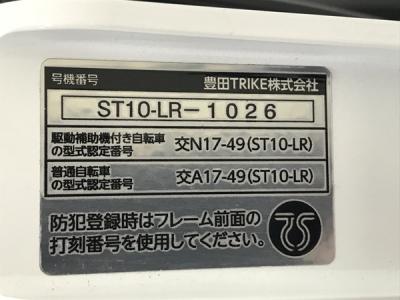 号機番号 豊田TRIKE株式会社
ST10-LR-1026
駆動補助機付き自転車
の型式認定番号 交N17-49(ST10-LR)
普通自転車
の型式認定番号 交A17-49(ST10-LR)
防犯登録時はフレーム前面の
打刻番号を使用してください。